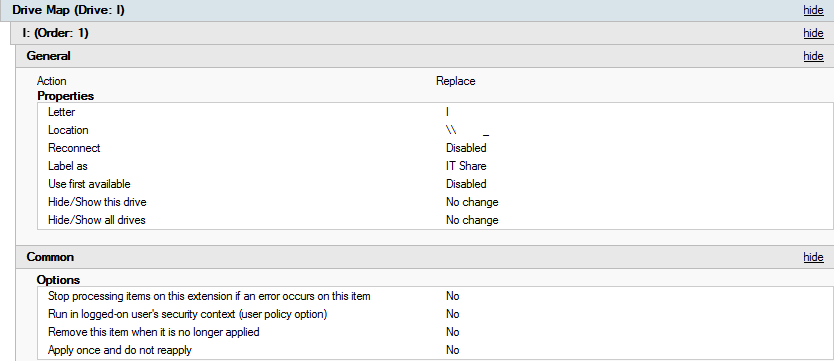 Drive Map (Drive: I) hide
I: (Order: 1) hide
General hide
Action Replace
Properties
Letter I
Location \\ _
Reconnect Disabled
Label as IT Share
Use first available Disabled
Hide/Show this drive No change
Hide/Show all drives No change
Common hide
Options
Stop processing items on this extension if an error occurs on this item No
Run in logged-on user's security context (user policy option) No
Remove this item when it is no longer applied No
Apply once and do not reapply No